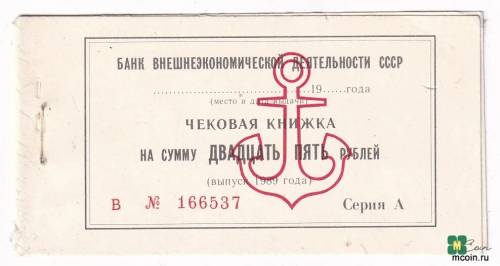 БАНК ВНЕШНЕЭКОНОМИЧЕСКОЙ ДЕЯТЕЛЬНОСТИ СССР
19......года
(место и дата выдачи)
ЧЕКОВАЯ КНИЖКА
НА СУММУ ДВАДЦАТЬ ПЯТЬ РУБЛЕЙ
(выпуск 1989 года)
В № 166537 Серия А
Coin
mcoin.ru